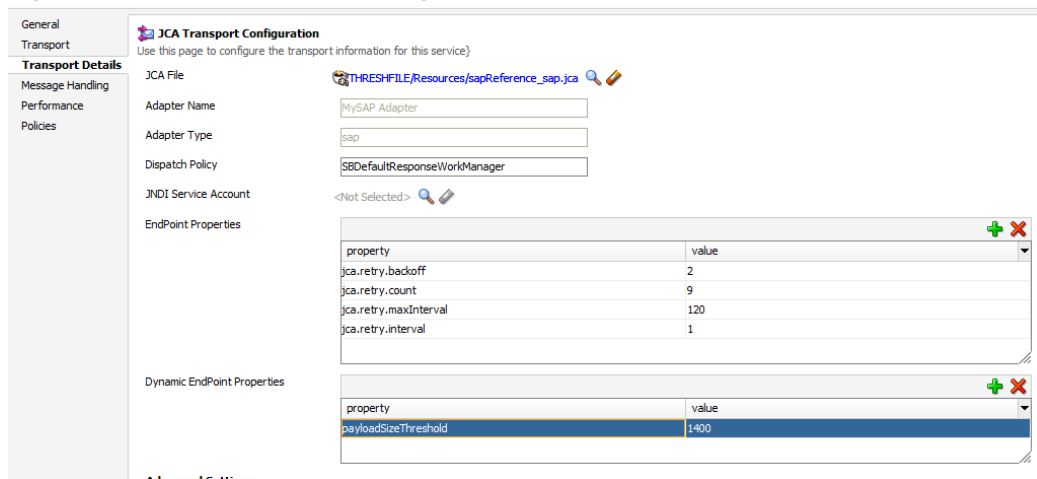 General
Transport
Transport Details
Message Handling
Performance
Policies
JCA Transport Configuration
Use this page to configure the transport information for this service}
JCA File
THRESHFILE/Resources/sapReference_sap.jca
Adapter Name
MySAP Adapter
Adapter Type
sap
Dispatch Policy
SBDefaultResponseWorkManager
JNDI Service Account
<Not Selected>
EndPoint Properties
property value
jca.retry.backoff 2
jca.retry.count 9
jca.retry.maxInterval 120
jca.retry.interval 1
Dynamic EndPoint Properties
property value
payloadSizeThreshold 1400